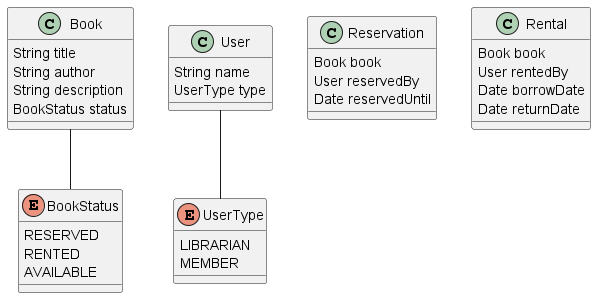 C Book
String title
String author
String description
BookStatus status
C User
String name
UserType type
C Reservation
Book book
User reservedBy
Date reservedUntil
C Rental
Book book
User rentedBy
Date borrowDate
Date returnDate
E BookStatus
RESERVED
RENTED
AVAILABLE
E UserType
LIBRARIAN
MEMBER